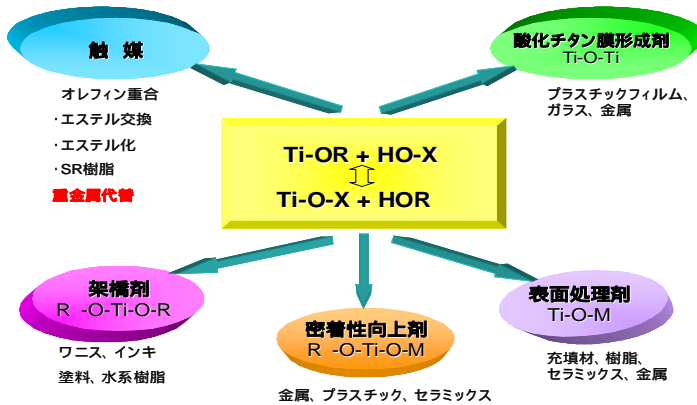 触 媒
オレフィン重合
・エステル交換
・エステル化
・SR樹脂
重金属代替
酸化チタン膜形成剤
Ti-O-Ti
プラスチックフィルム、
ガラス、金属
Ti-OR + HO-X
Ti-O-X + HOR
架橋剤
R -O-Ti-O-R
ワニス、インキ
塗料、水系樹脂
密着性向上剤
R -O-Ti-O-M
金属、プラスチック、セラミックス
表面処理剤
Ti-O-M
充填材、樹脂、
セラミックス、金属